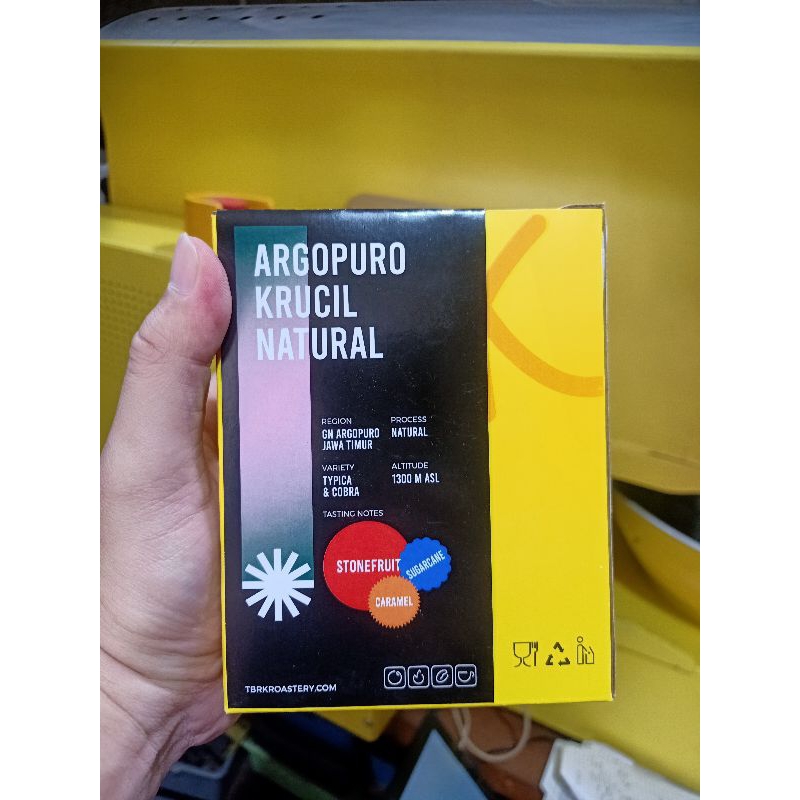 ARGOPURO
KRUCIL
NATURAL
REGION
GN ARGOPURO
JAWA TIMUR
PROCESS
NATURAL
VARIETY
TYPICA
& COBRA
ALTITUDE
1300 M ASL
TASTING NOTES
STONEFRUIT
SUGARCANE
CARAMEL
TBRKROASTERY.COM
K